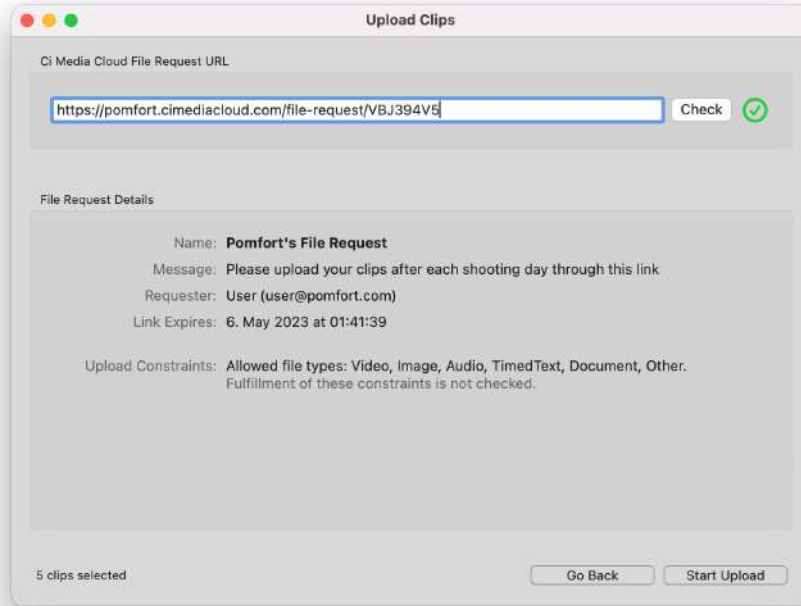 Upload Clips
Ci Media Cloud File Request URL
https://pomfort.cimediacloud.com/file-request/VBJ394V5
Check
File Request Details
Name: Pomfort's File Request
Message: Please upload your clips after each shooting day through this link
Requester: User (user@pomfort.com)
Link Expires: 6. May 2023 at 01:41:39
Upload Constraints: Allowed file types: Video, Image, Audio, TimedText, Document, Other.
Fulfillment of these constraints is not checked.
5 clips selected
Go Back
Start Upload